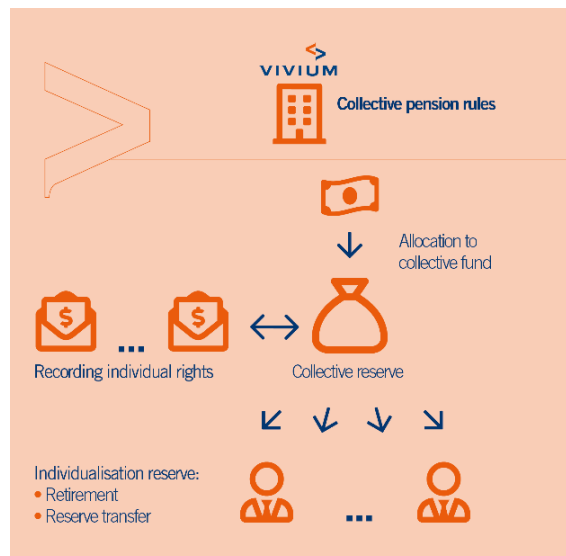 VIVIUM
Collective pension rules
Allocation to
collective fund
$
...
$
Recording individual rights
Collective reserve
Individualisation reserve:
• Retirement
• Reserve transfer
...